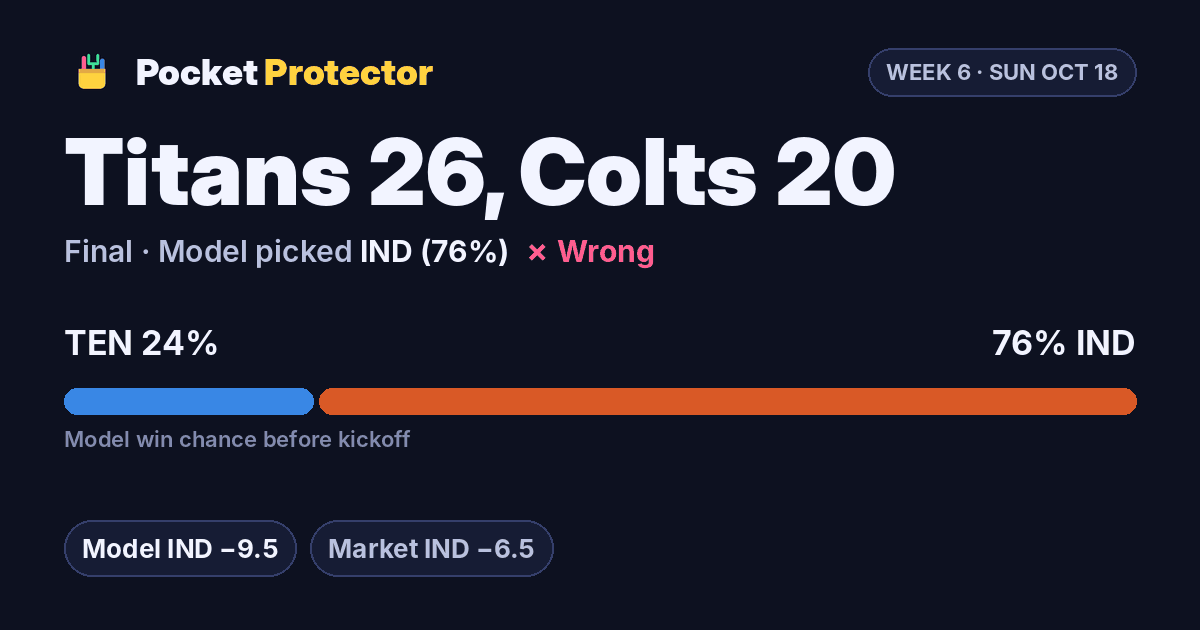 Pocket Protector
WEEK 6 · SUN OCT 18
Titans 26, Colts 20
Final · Model picked IND (76%) × Wrong
TEN 24%
76% IND
Model win chance before kickoff
Model IND −9.5
Market IND −6.5